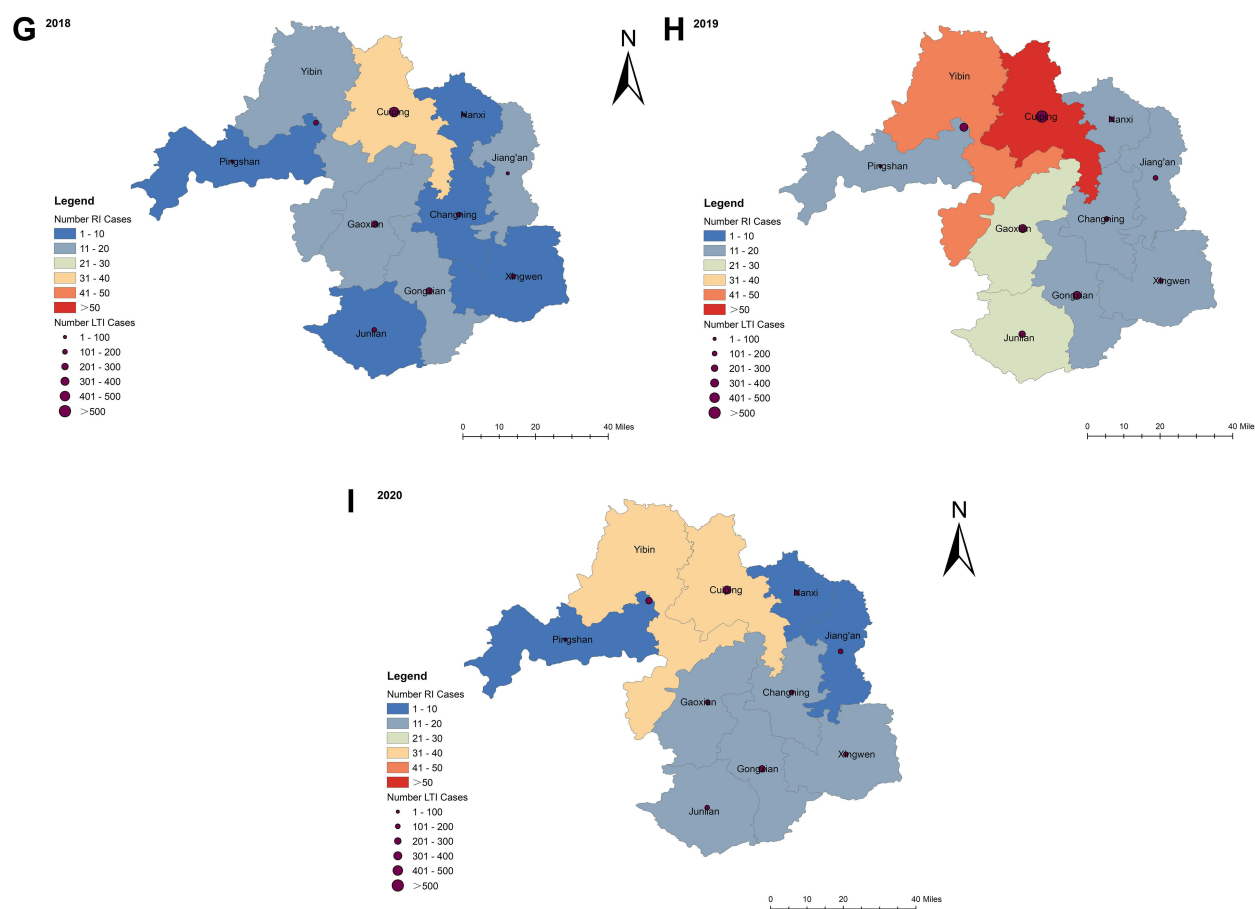 G 2018
N
Yibin
Cuiping
Nanxi
Jiang'an
Pingshan
Gaoxian
Changning
Xingwen
Gongxian
Junlian
Legend
Number RI Cases
1 - 10
11 - 20
21 - 30
31 - 40
41 - 50
>50
Number LTI Cases
1 - 100
101 - 200
201 - 300
301 - 400
401 - 500
>500
0 10 20 40 Miles
H 2019
N
Yibin
Cuiping
Nanxi
Jiang'an
Pingshan
Gaoxian
Changning
Xingwen
Gongxian
Junlian
Legend
Number RI Cases
1 - 10
11 - 20
21 - 30
31 - 40
41 - 50
>50
Number LTI Cases
1 - 100
101 - 200
201 - 300
301 - 400
401 - 500
>500
0 10 20 40 Mile
I 2020
N
Yibin
Cuiping
Nanxi
Jiang'an
Pingshan
Gaoxian
Changning
Xingwen
Gongxian
Junlian
Legend
Number RI Cases
1 - 10
11 - 20
21 - 30
31 - 40
41 - 50
>50
Number LTI Cases
1 - 100
101 - 200
201 - 300
301 - 400
401 - 500
>500
0 10 20 40 Miles